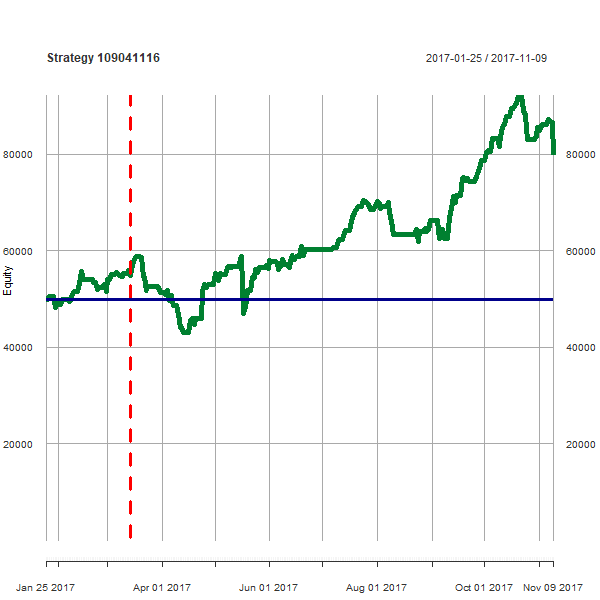 Strategy 109041116
2017-01-25 / 2017-11-09
80000
80000
60000
60000
Equity
40000
40000
20000
20000
Jan 25 2017
Apr 01 2017
Jun 01 2017
Aug 01 2017
Oct 01 2017
Nov 09 2017